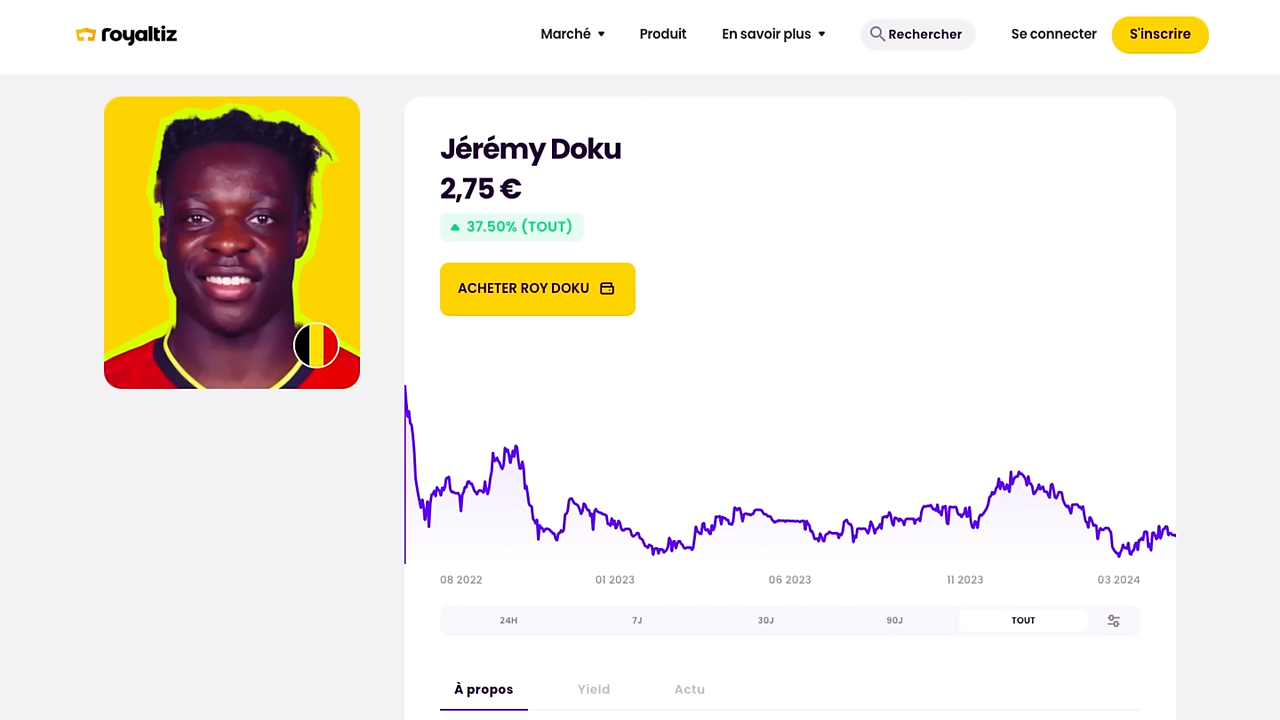 royaltiz
Marché
Produit
En savoir plus
Rechercher
Se connecter
S'inscrire
Jérémy Doku
2,75 €
37.50% (TOUT)
ACHETER ROY DOKU
08 2022
01 2023
06 2023
11 2023
03 2024
24H
7J
30J
90J
TOUT
À propos
Yield
Actu